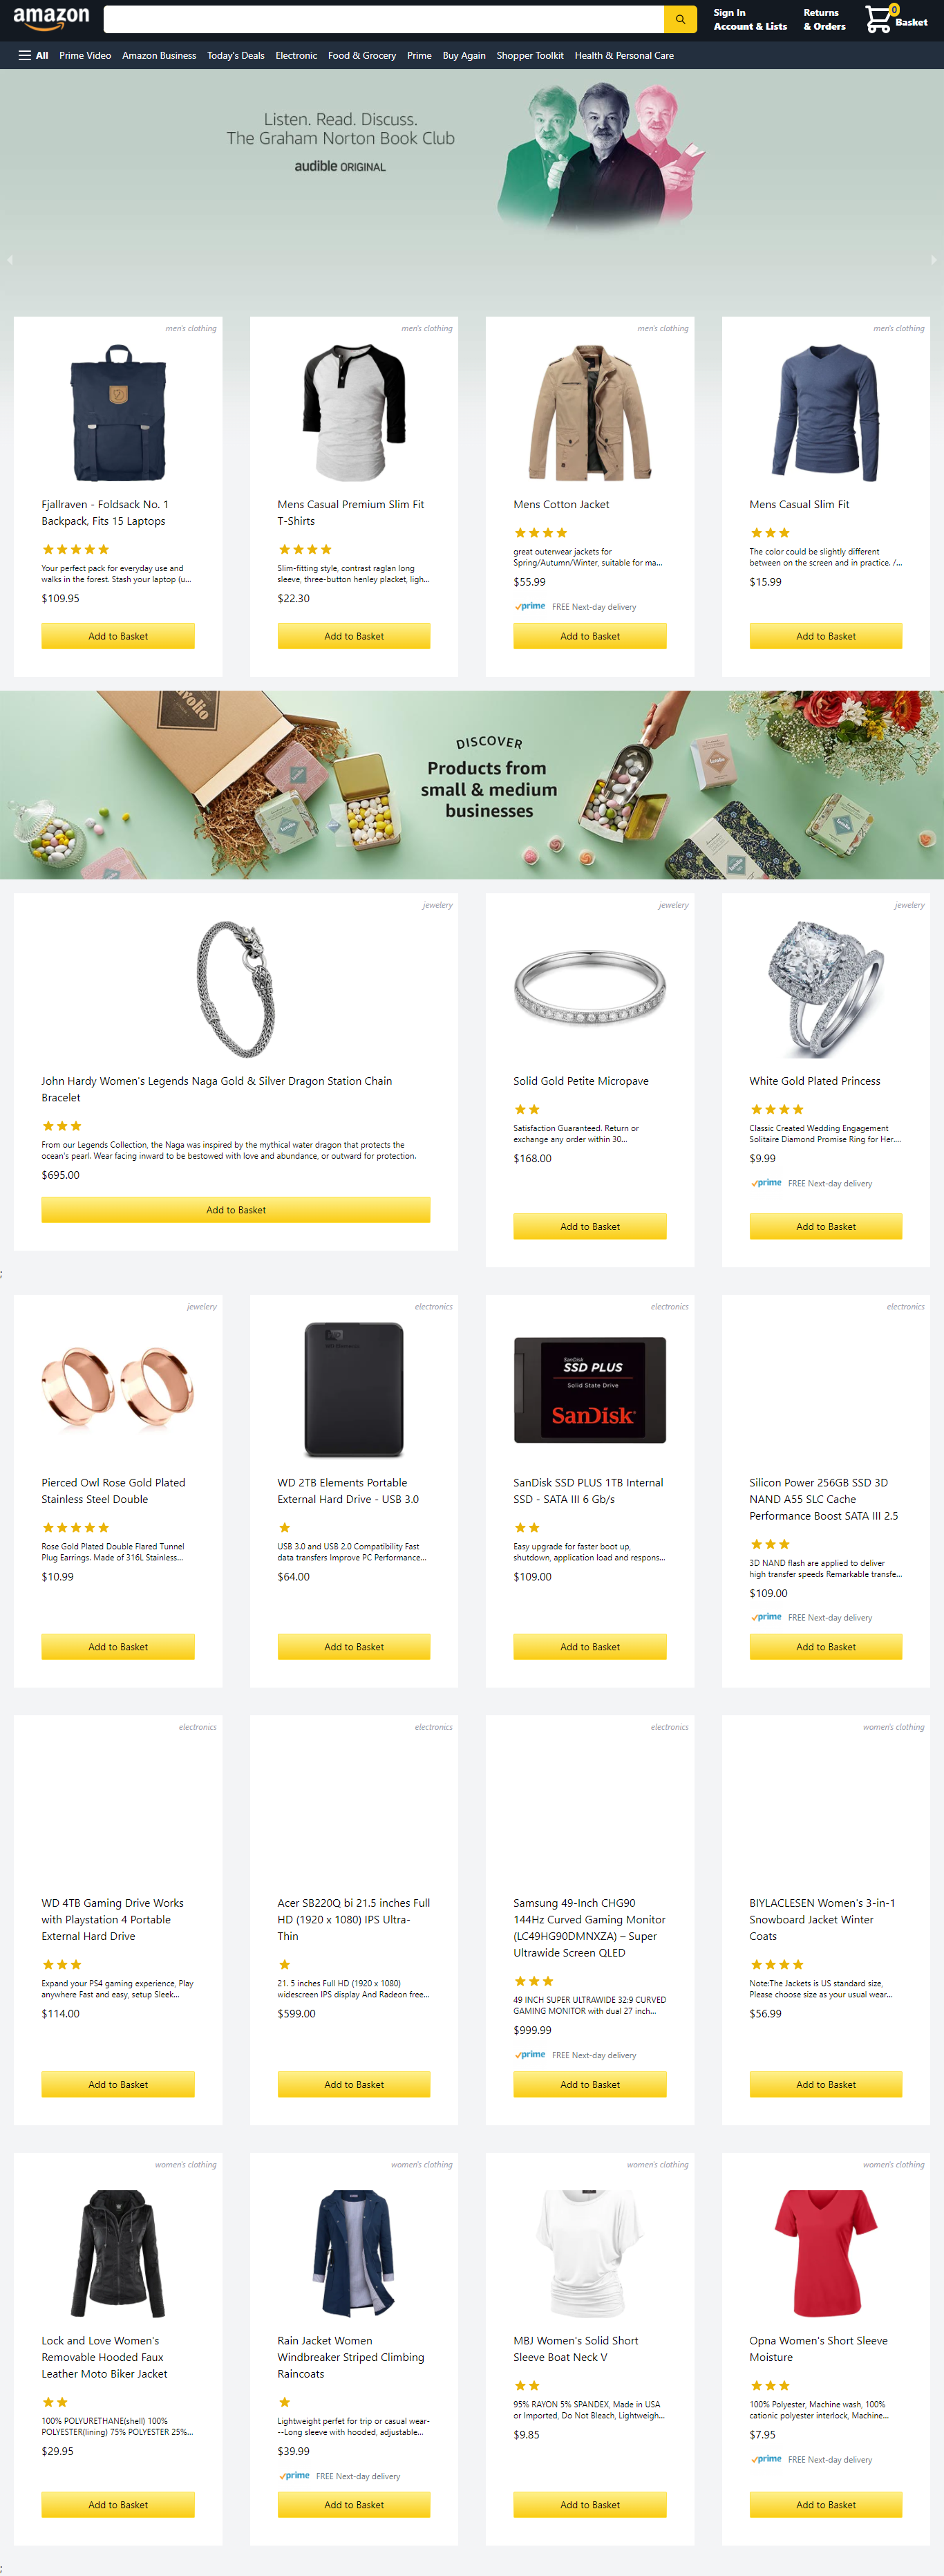 amazon
Sign In
Account & Lists
Returns
& Orders
0
Basket
All Prime Video Amazon Business Today's Deals Electronic Food & Grocery Prime Buy Again Shopper Toolkit Health & Personal Care
Listen. Read. Discuss.
The Graham Norton Book Club
audible ORIGINAL
men's clothing
Fjallraven - Foldsack No. 1
Backpack, Fits 15 Laptops
Your perfect pack for everyday use and
walks in the forest. Stash your laptop (u...
$109.95
Add to Basket
men's clothing
Mens Casual Premium Slim Fit
T-Shirts
Slim-fitting style, contrast raglan long
sleeve, three-button henley placket, ligh...
$22.30
Add to Basket
men's clothing
Mens Cotton Jacket
great outerwear jackets for
Spring/Autumn/Winter, suitable for ma...
$55.99
prime FREE Next-day delivery
Add to Basket
men's clothing
Mens Casual Slim Fit
The color could be slightly different
between on the screen and in practice. /...
$15.99
Add to Basket
DISCOVER
Products from
small & medium
businesses
jewelery
John Hardy Women's Legends Naga Gold & Silver Dragon Station Chain
Bracelet
From our Legends Collection, the Naga was inspired by the mythical water dragon that protects the
ocean's pearl. Wear facing inward to be bestowed with love and abundance, or outward for protection.
$695.00
Add to Basket
jewelery
Solid Gold Petite Micropave
Satisfaction Guaranteed. Return or
exchange any order within 30...
$168.00
Add to Basket
jewelery
White Gold Plated Princess
Classic Created Wedding Engagement
Solitaire Diamond Promise Ring for Her....
$9.99
prime FREE Next-day delivery
Add to Basket
;
jewelery
Pierced Owl Rose Gold Plated
Stainless Steel Double
Rose Gold Plated Double Flared Tunnel
Plug Earrings. Made of 316L Stainless...
$10.99
Add to Basket
electronics
WD 2TB Elements Portable
External Hard Drive - USB 3.0
USB 3.0 and USB 2.0 Compatibility Fast
data transfers Improve PC Performance...
$64.00
Add to Basket
electronics
SanDisk
SSD PLUS
Solid State Drive
SanDisk
SanDisk SSD PLUS 1TB Internal
SSD - SATA III 6 Gb/s
Easy upgrade for faster boot up,
shutdown, application load and respons...
$109.00
Add to Basket
electronics
Silicon Power 256GB SSD 3D
NAND A55 SLC Cache
Performance Boost SATA III 2.5
3D NAND flash are applied to deliver
high transfer speeds Remarkable transfe...
$109.00
prime FREE Next-day delivery
Add to Basket
electronics
WD 4TB Gaming Drive Works
with Playstation 4 Portable
External Hard Drive
Expand your PS4 gaming experience, Play
anywhere Fast and easy, setup Sleek...
$114.00
Add to Basket
electronics
Acer SB220Q bi 21.5 inches Full
HD (1920 x 1080) IPS Ultra-
Thin
21. 5 inches Full HD (1920 x 1080)
widescreen IPS display And Radeon free...
$599.00
Add to Basket
electronics
Samsung 49-Inch CHG90
144Hz Curved Gaming Monitor
(LC49HG90DMNXZA) – Super
Ultrawide Screen QLED
49 INCH SUPER ULTRAWIDE 32:9 CURVED
GAMING MONITOR with dual 27 inch...
$999.99
prime FREE Next-day delivery
Add to Basket
women's clothing
BIYLACLESEN Women's 3-in-1
Snowboard Jacket Winter
Coats
Note:The Jackets is US standard size,
Please choose size as your usual wear...
$56.99
Add to Basket
women's clothing
Lock and Love Women's
Removable Hooded Faux
Leather Moto Biker Jacket
100% POLYURETHANE(shell) 100%
POLYESTER(lining) 75% POLYESTER 25%...
$29.95
Add to Basket
women's clothing
Rain Jacket Women
Windbreaker Striped Climbing
Raincoats
Lightweight perfet for trip or casual wear-
--Long sleeve with hooded, adjustable...
$39.99
prime FREE Next-day delivery
Add to Basket
women's clothing
MBJ Women's Solid Short
Sleeve Boat Neck V
95% RAYON 5% SPANDEX, Made in USA
or Imported, Do Not Bleach, Lightweigh...
$9.85
Add to Basket
women's clothing
Opna Women's Short Sleeve
Moisture
100% Polyester, Machine wash, 100%
cationic polyester interlock, Machine...
$7.95
prime FREE Next-day delivery
Add to Basket
;